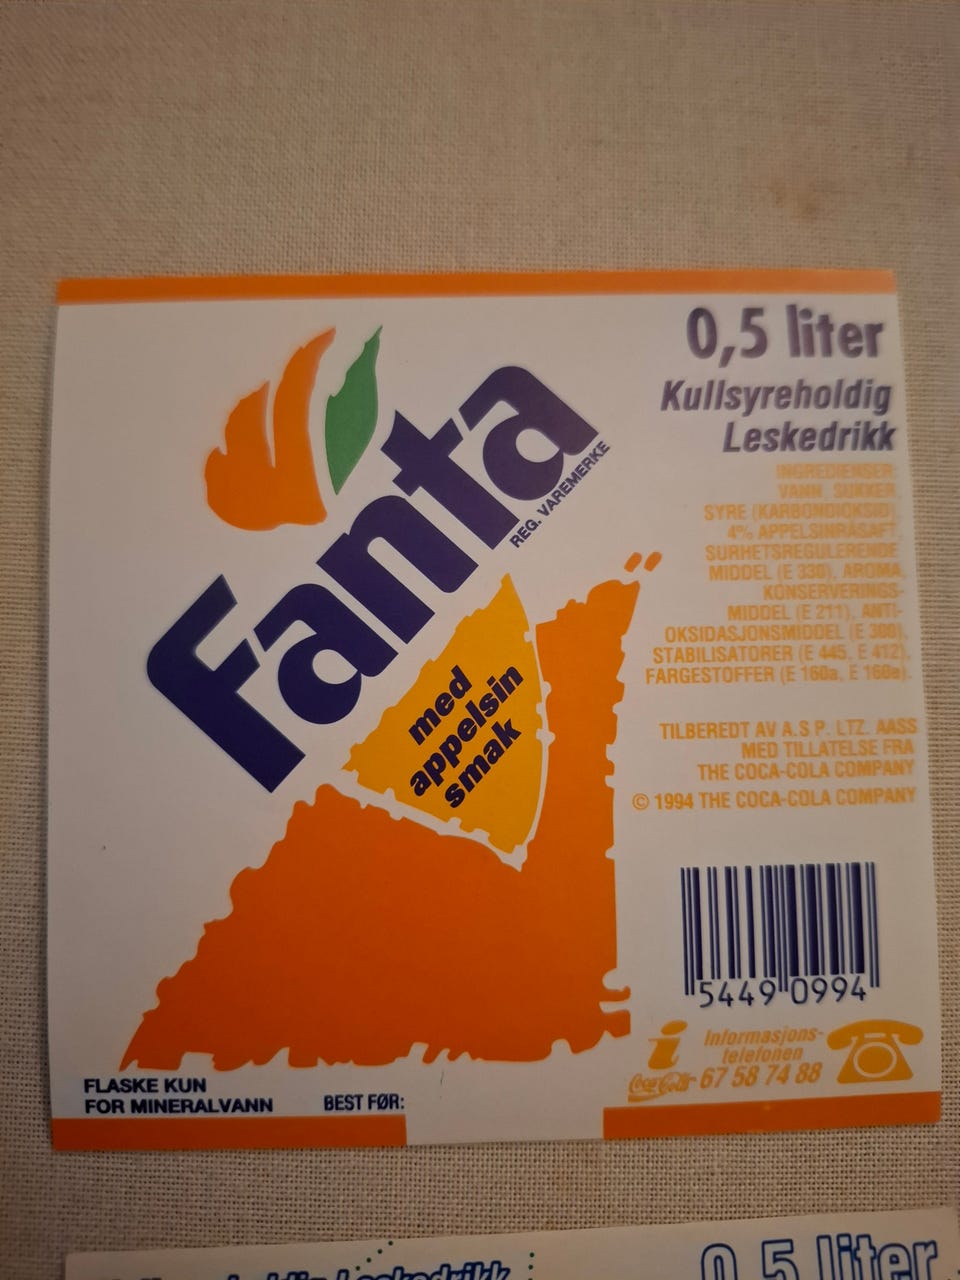 Fanta
REG. VAREMERKE
med
appelsin
smak
0,5 liter
Kullsyreholdig
Leskedrikk
INGREDIENSER:
VANN, SUKKER,
SYRE (KARBONDIOKSID)
4% APPELSINRÅSAFT,
SURHETSREGULERENDE
MIDDEL (E 330), AROMA,
KONSERVERINGS-
MIDDEL (E 211), ANTI-
OKSIDASJONSMIDDEL (E 300),
STABILISATORER (E 445, E 412),
FARGESTOFFER (E 160a, E 160e).
TILBEREDT AV A.S P. LTZ. AASS
MED TILLATELSE FRA
THE COCA-COLA COMPANY
© 1994 THE COCA-COLA COMPANY
5449 0994
i
Informasjons-
telefonen
Coca-Cola 67 58 74 88
FLASKE KUN
FOR MINERALVANN
BEST FØR:
Leskedrikk
0,5 liter